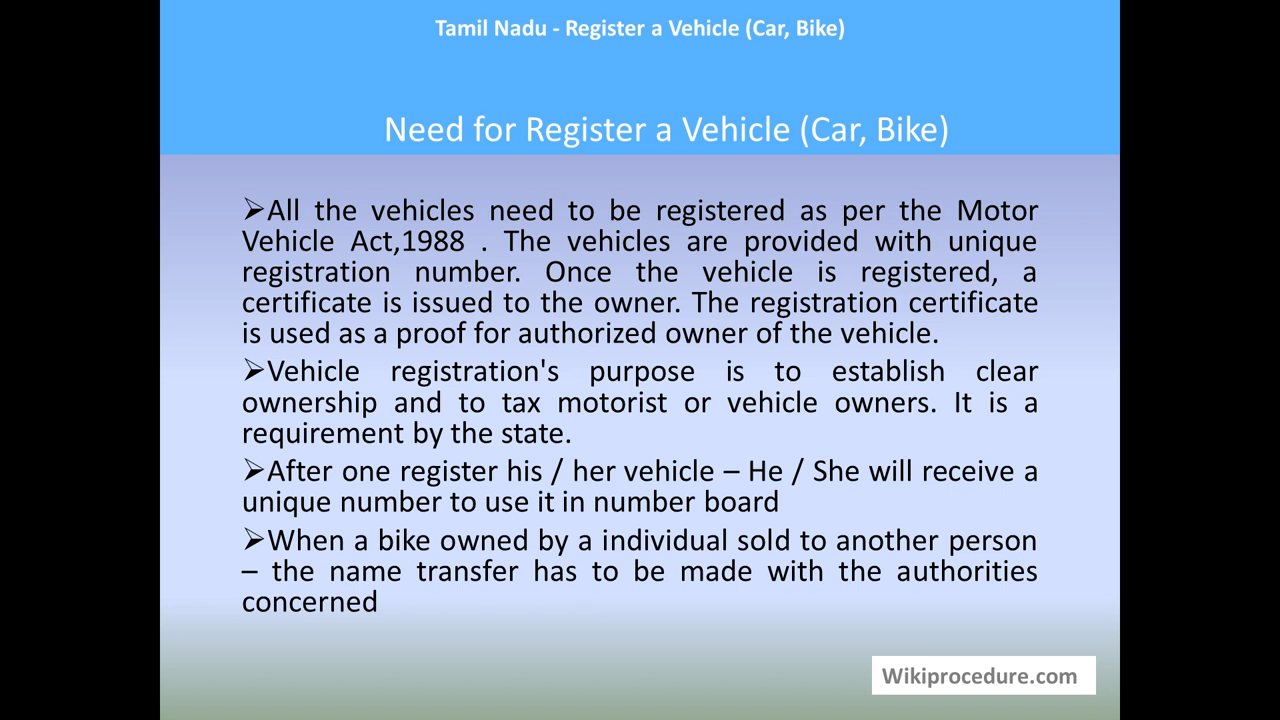 Tamil Nadu - Register a Vehicle (Car, Bike)
Need for Register a Vehicle (Car, Bike)
➢All the vehicles need to be registered as per the Motor
Vehicle Act,1988 . The vehicles are provided with unique
registration number. Once the vehicle is registered, a
certificate is issued to the owner. The registration certificate
is used as a proof for authorized owner of the vehicle.
➢Vehicle registration's purpose is to establish clear
ownership and to tax motorist or vehicle owners. It is a
requirement by the state.
➢After one register his / her vehicle – He / She will receive a
unique number to use it in number board
➢When a bike owned by a individual sold to another person
– the name transfer has to be made with the authorities
concerned
Wikiprocedure.com